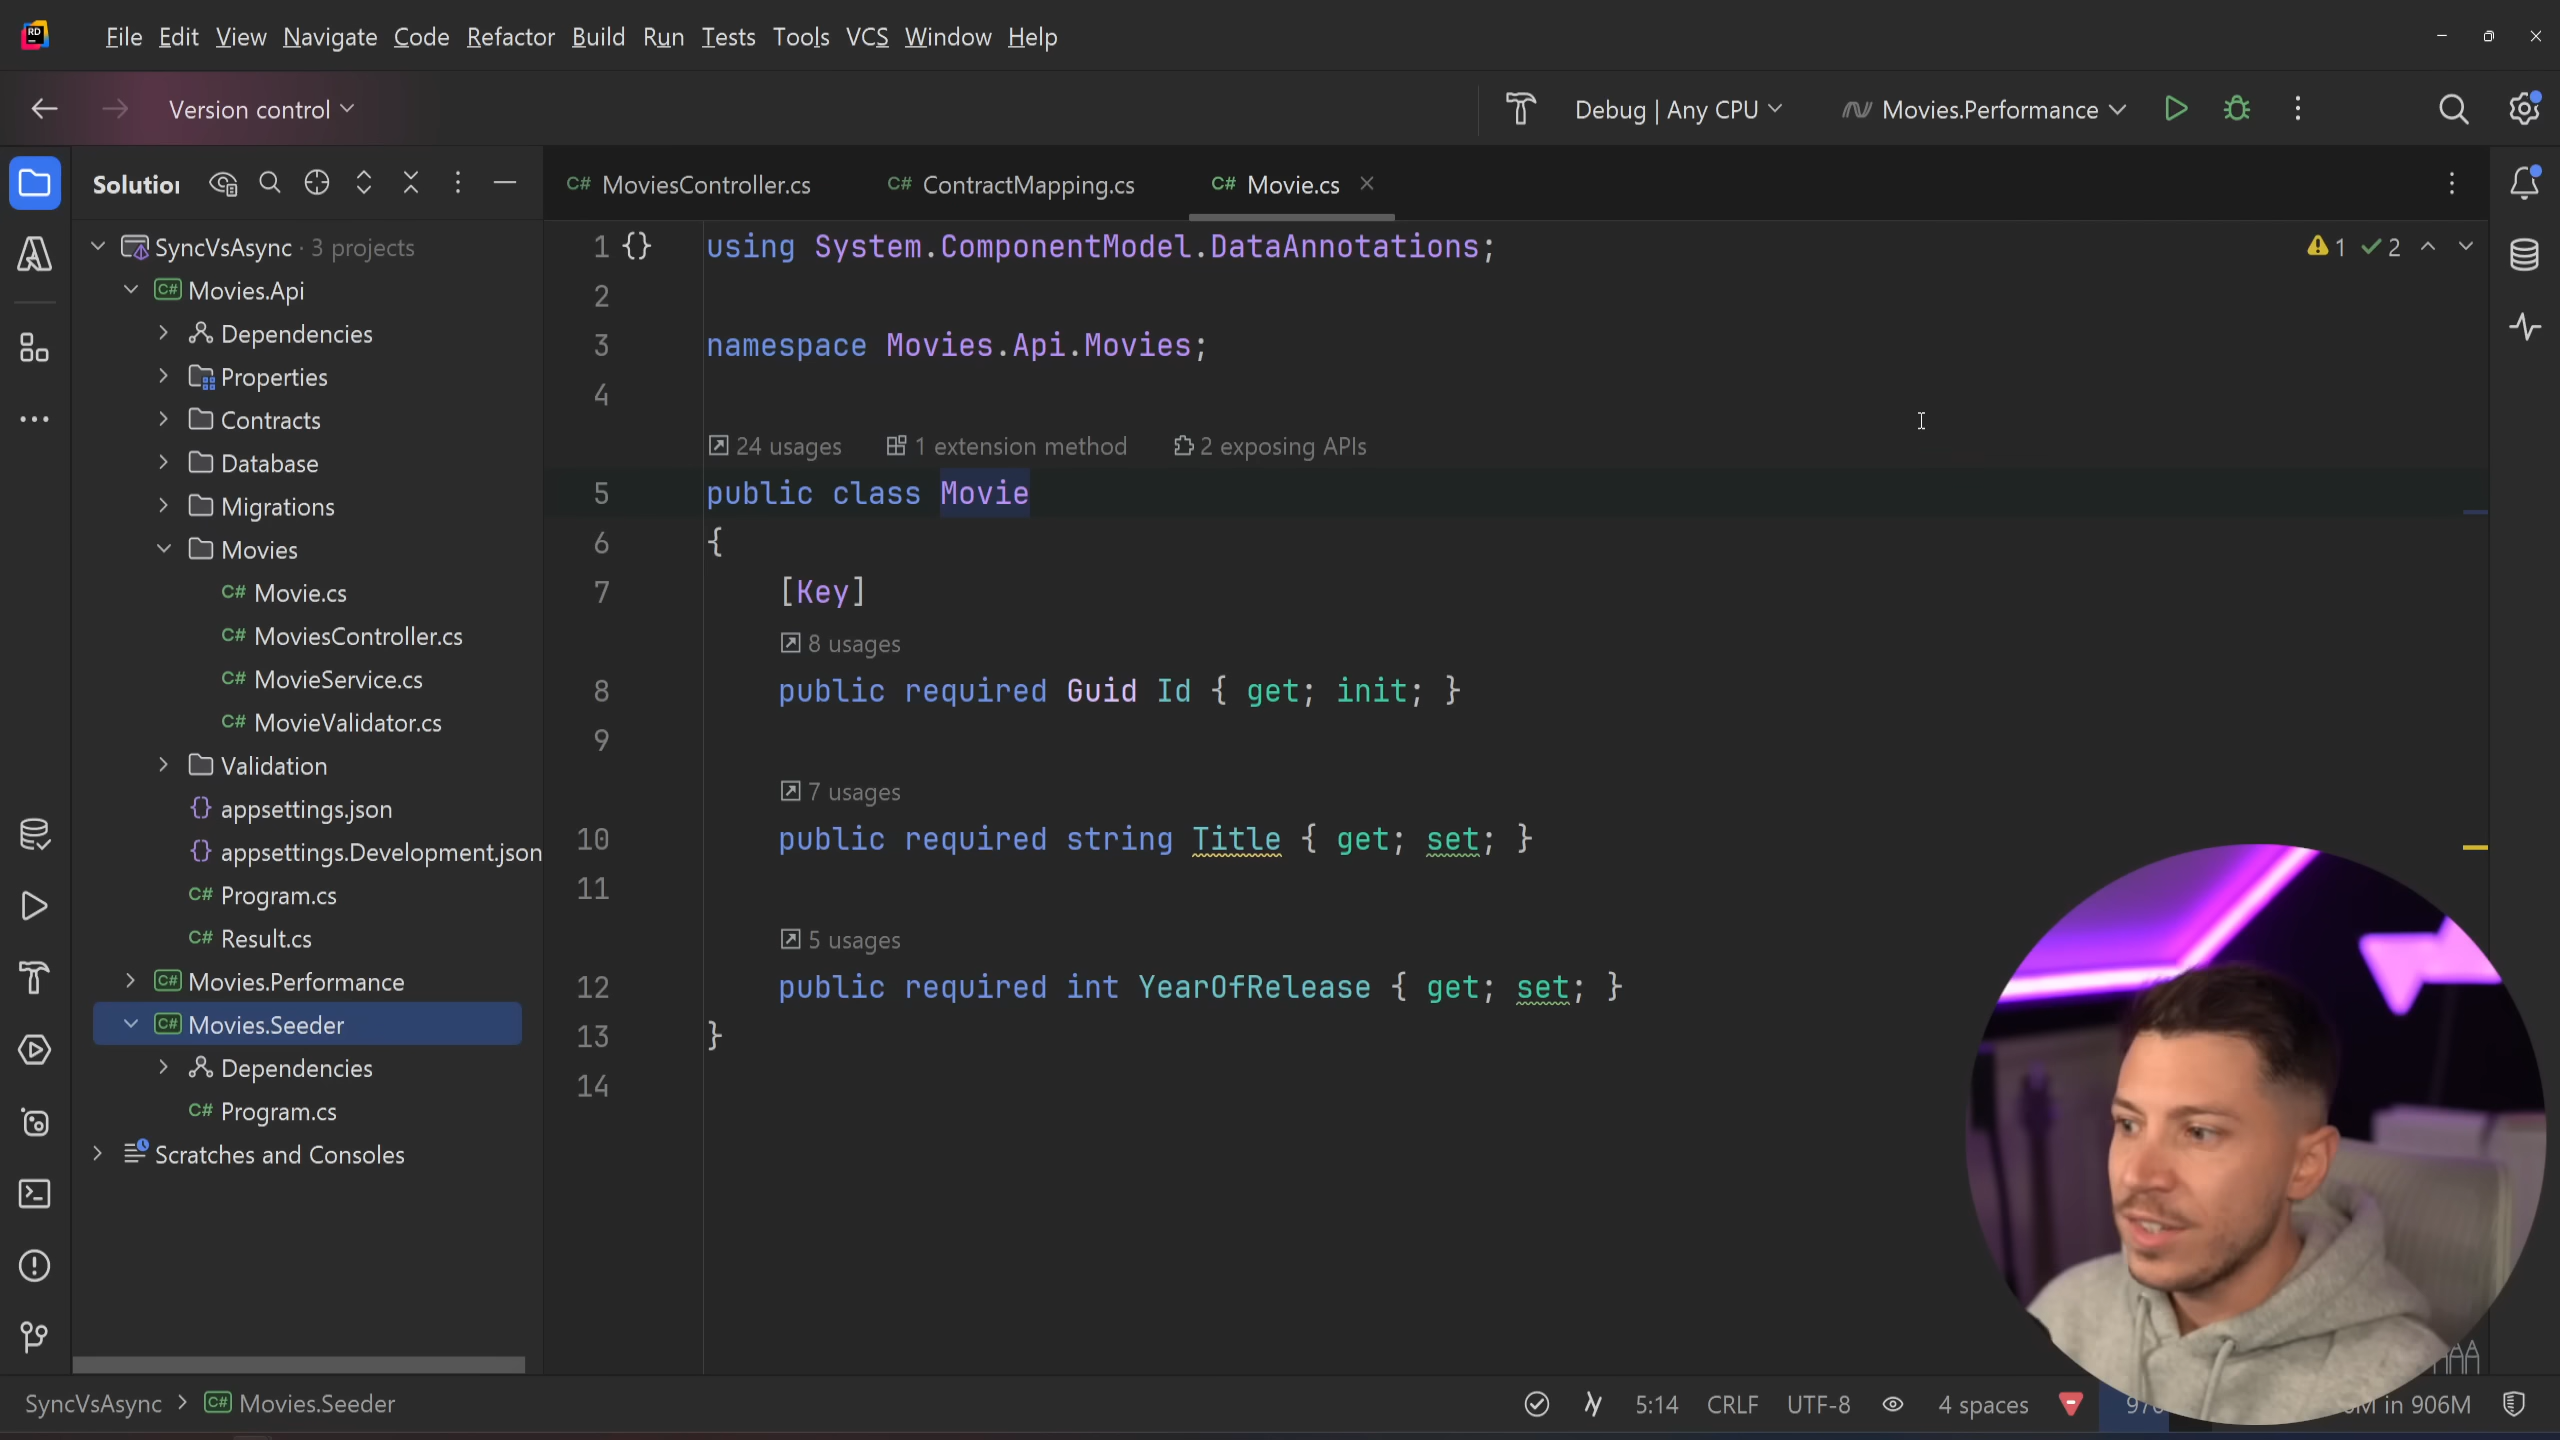 RD
File Edit View Navigate Code Refactor Build Run Tests Tools VCS Window Help
Version control
Debug | Any CPU
Movies.Performance
Solution
SyncVsAsync · 3 projects
C# Movies.Api
Dependencies
Properties
Contracts
Database
Migrations
Movies
C# Movie.cs
C# MoviesController.cs
C# MovieService.cs
C# MovieValidator.cs
Validation
{} appsettings.json
{} appsettings.Development.json
C# Program.cs
C# Result.cs
C# Movies.Performance
C# Movies.Seeder
Dependencies
C# Program.cs
Scratches and Consoles
C# MoviesController.cs
C# ContractMapping.cs
C# Movie.cs
1 2
1 {} using System.ComponentModel.DataAnnotations;
2
3 namespace Movies.Api.Movies;
4
24 usages 1 extension method 2 exposing APIs
5 public class Movie
6 {
7 [Key]
8 usages
8 public required Guid Id { get; init; }
9
7 usages
10 public required string Title { get; set; }
11
5 usages
12 public required int YearOfRelease { get; set; }
13 }
14
SyncVsAsync > C# Movies.Seeder
5:14 CRLF UTF-8 4 spaces
in 906M